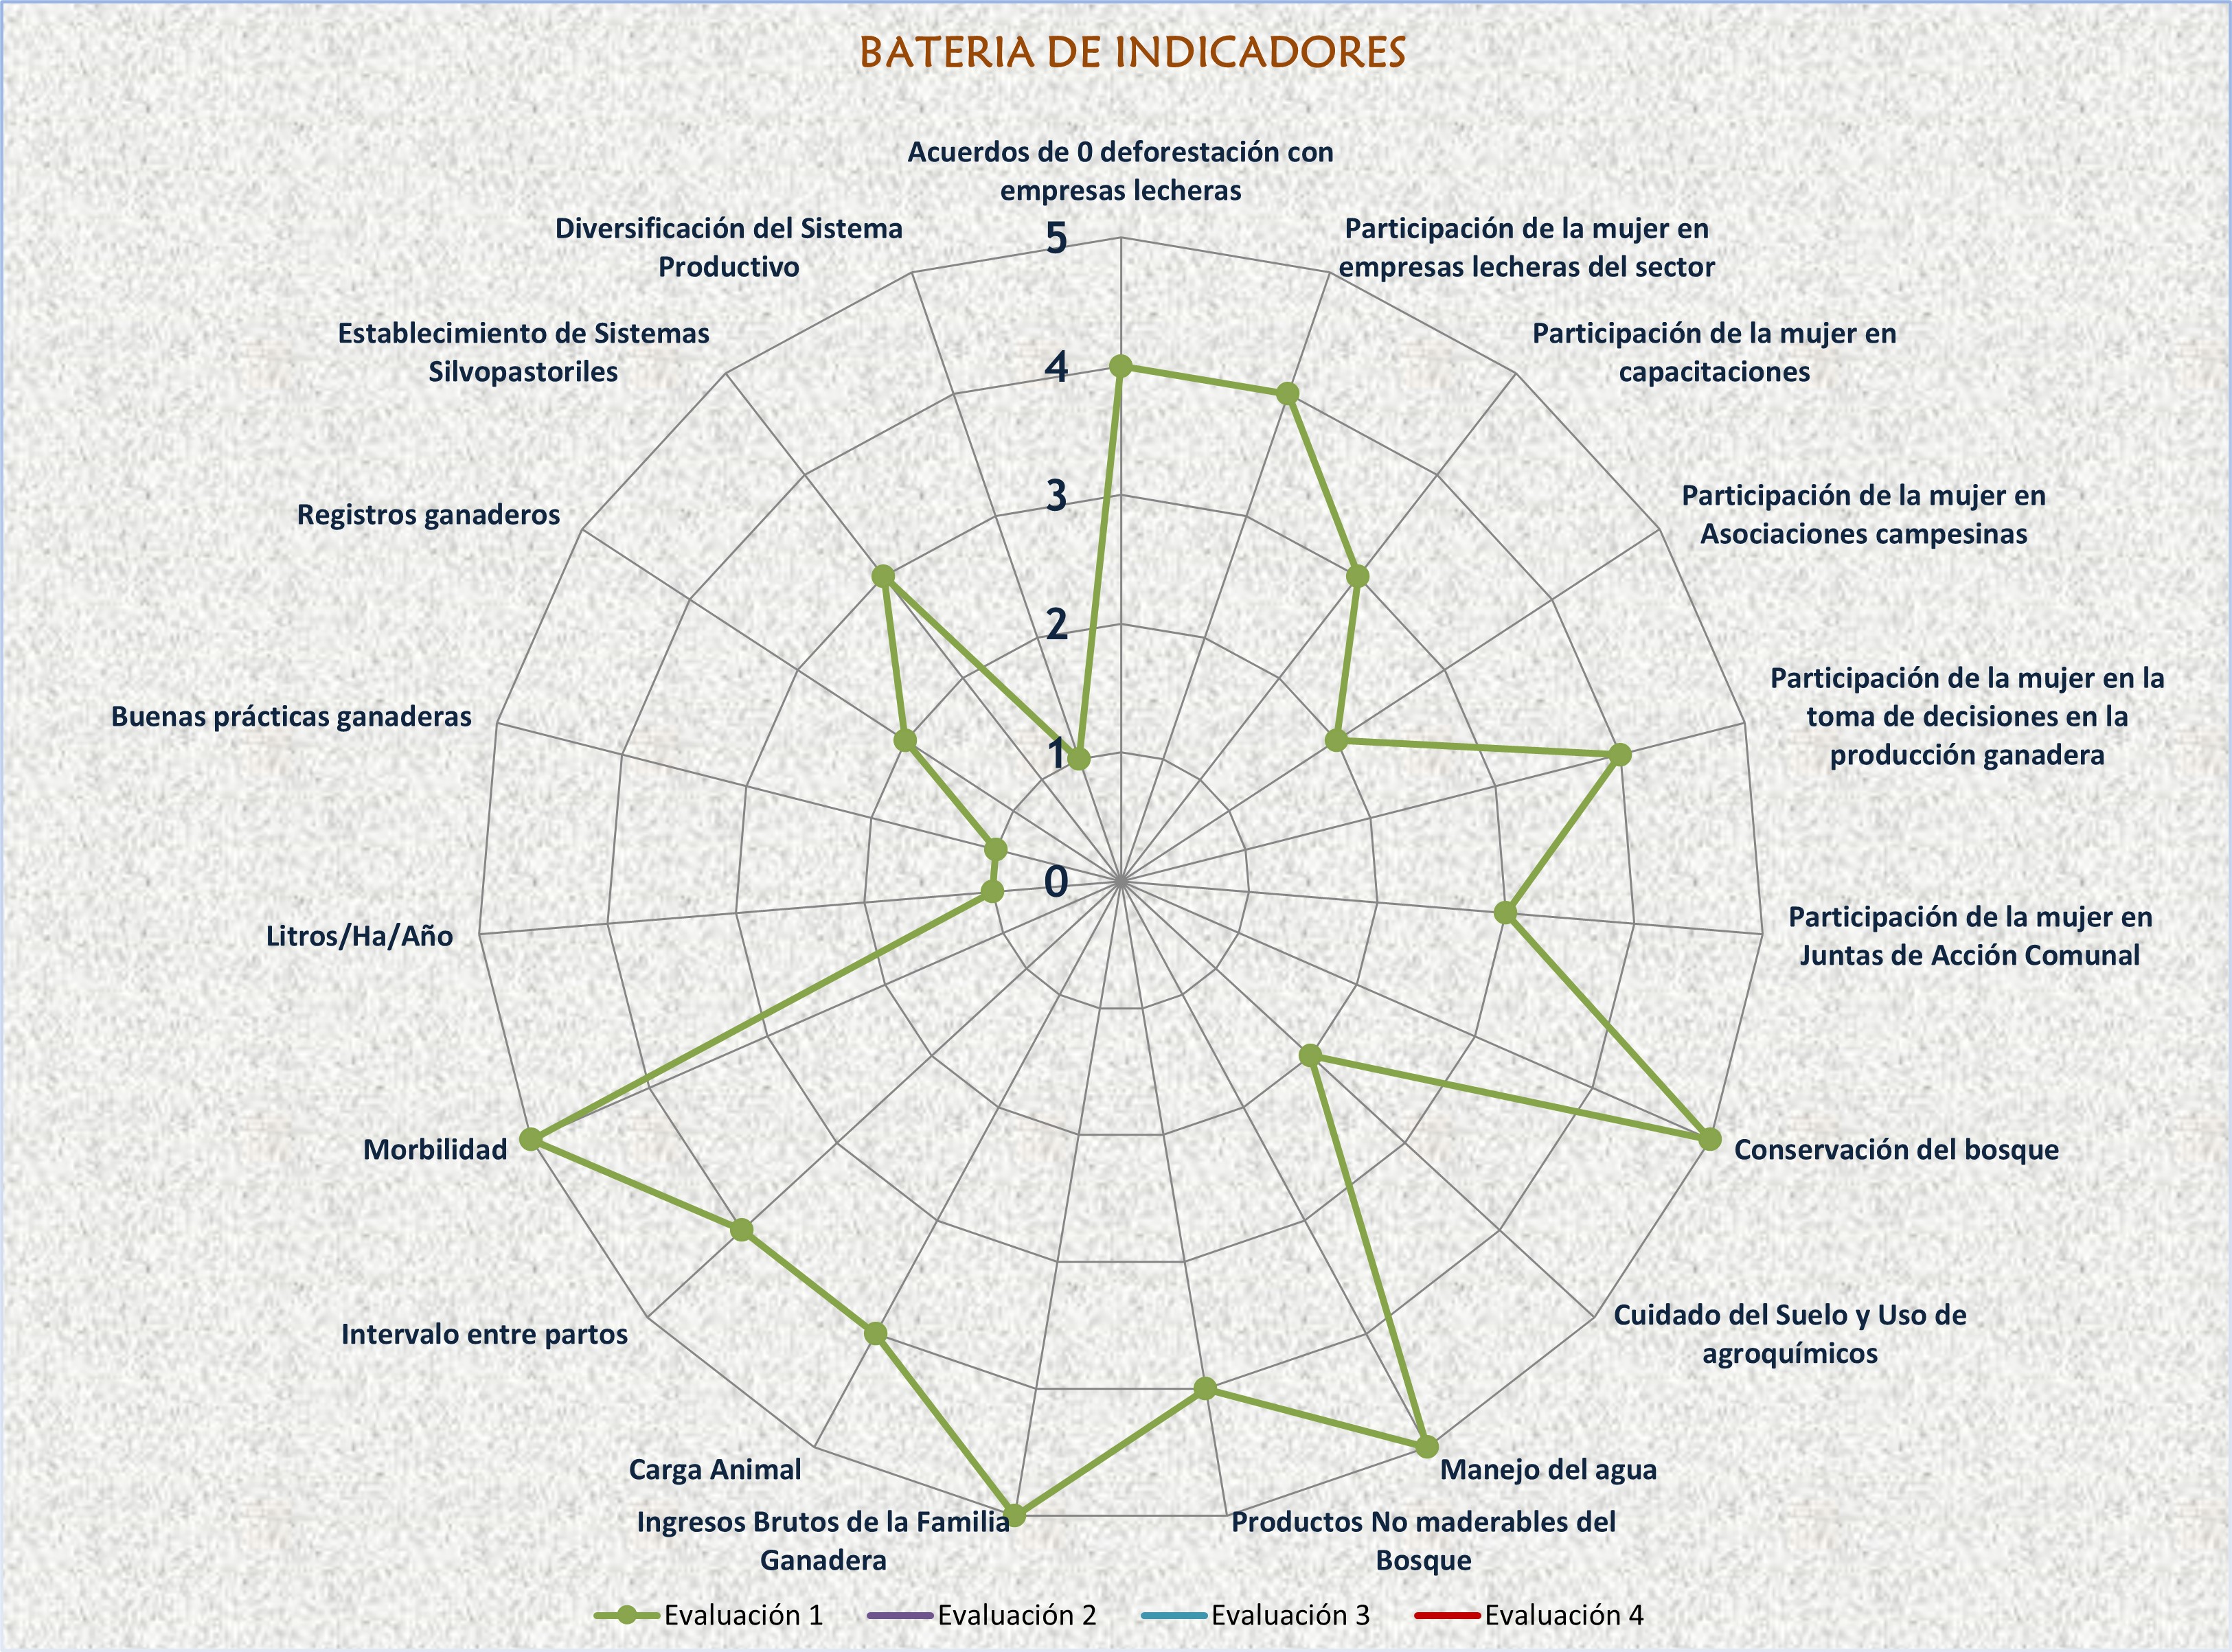 BATERIA DE INDICADORES
Acuerdos de 0 deforestación con
empresas lecheras
Participación de la mujer en
empresas lecheras del sector
Participación de la mujer en
capacitaciones
Participación de la mujer en
Asociaciones campesinas
Participación de la mujer en la
toma de decisiones en la
producción ganadera
Participación de la mujer en
Juntas de Acción Comunal
Conservación del bosque
Cuidado del Suelo y Uso de
agroquímicos
Manejo del agua
Productos No maderables del
Bosque
Ingresos Brutos de la Familia
Ganadera
Carga Animal
Intervalo entre partos
Morbilidad
Litros/Ha/Año
Buenas prácticas ganaderas
Registros ganaderos
Establecimiento de Sistemas
Silvopastoriles
Diversificación del Sistema
Productivo
5
4
3
2
1
0
Evaluación 1
Evaluación 2
Evaluación 3
Evaluación 4